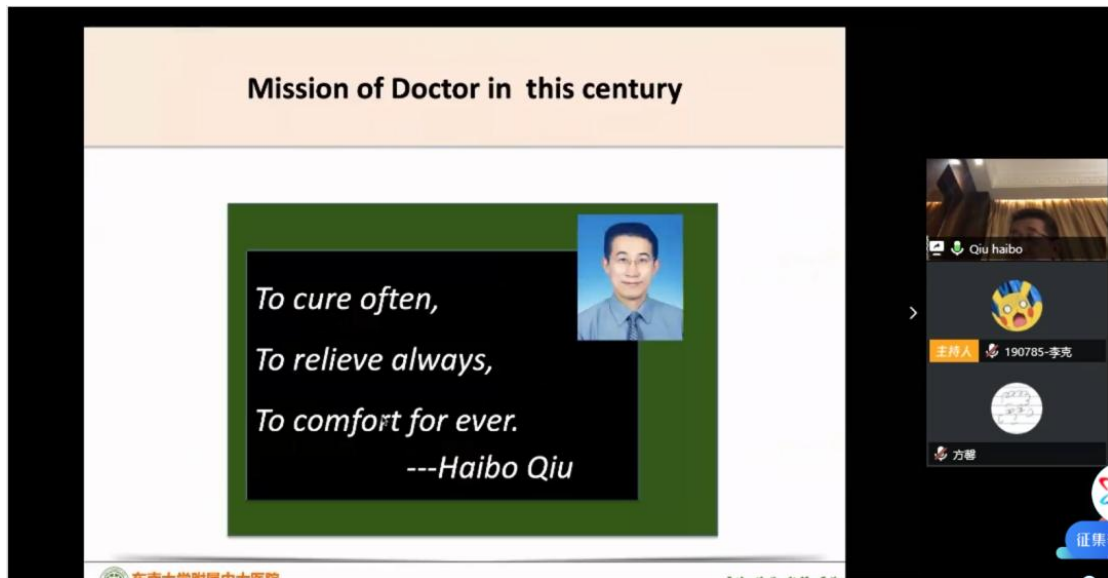 Mission of Doctor in this century
To cure often,
To relieve always,
To comfort for ever.
---Haibo Qiu
Qiu haibo
主持人 190785-李克
方馨
征集